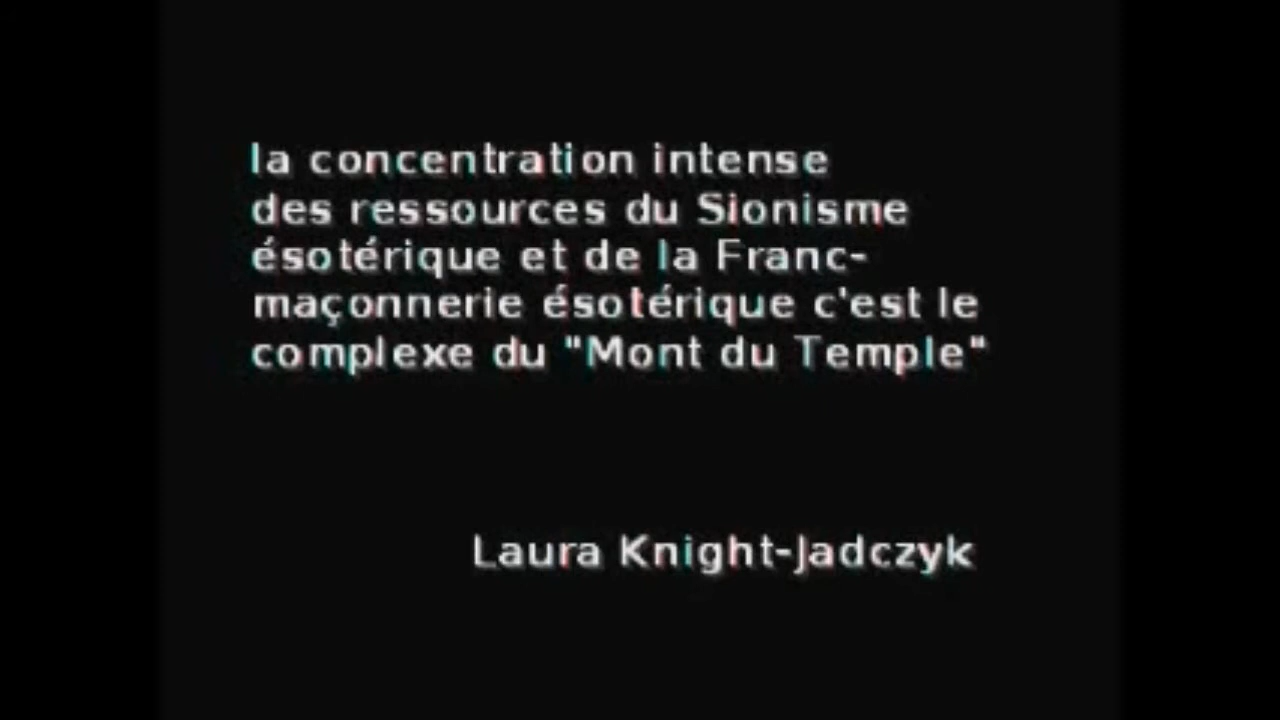 la concentration intense
des ressources du Sionisme
ésotérique et de la Franc-
maçonnerie ésotérique c'est le
complexe du "Mont du Temple"
Laura Knight-Jadczyk